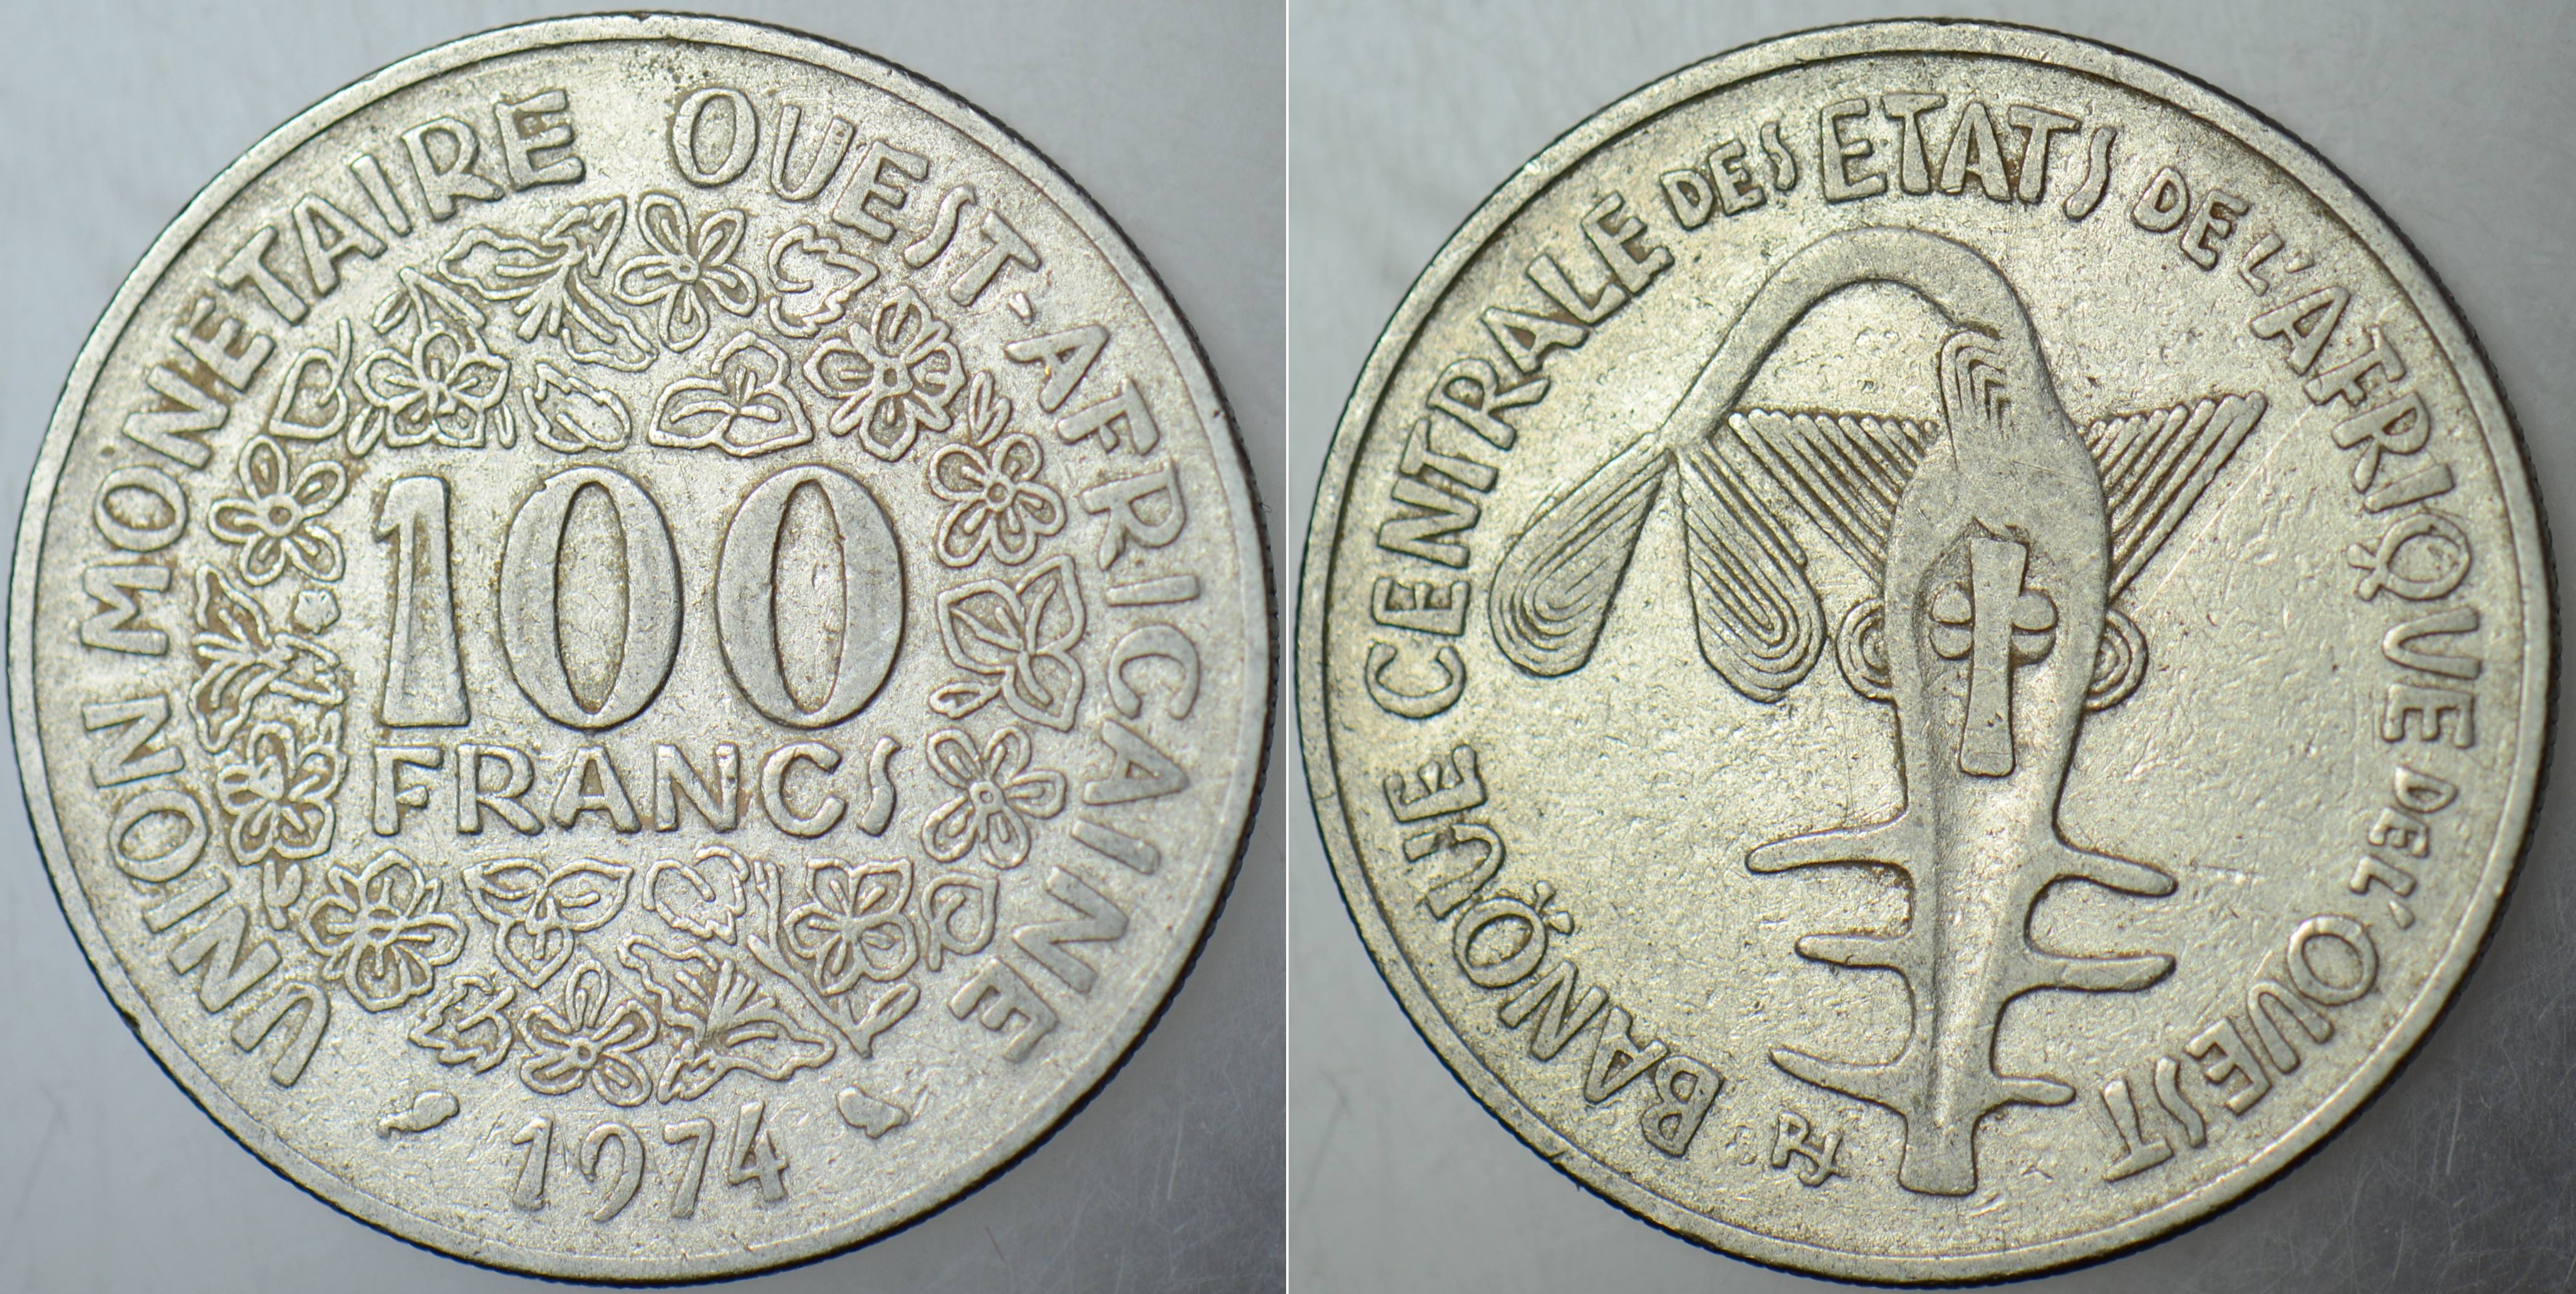 UNION MONETAIRE OUEST-AFRICAINE
100
FRANCS
1974
BANQUE CENTRALE DES ETATS DE L'AFRIQUE DE L'OUEST